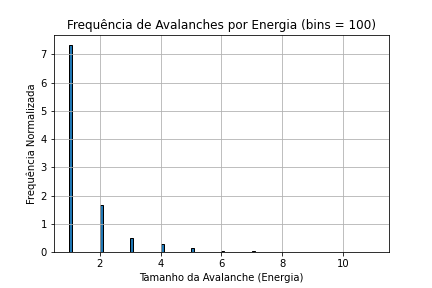 Frequência de Avalanches por Energia (bins = 100)
Frequência Normalizada
7
6
5
4
3
2
1
0
2 4 6 8 10
Tamanho da Avalanche (Energia)